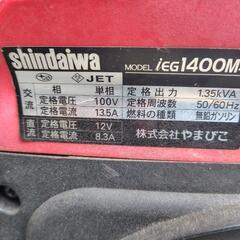 shindaiwa MODEL iEG1400M
JET
単相 定格出力 1.35kVA
交流 定格電圧 100V 定格周波数 50/60Hz
定格電流 13.5A 燃料の種類 無鉛ガソリン
直流 定格電圧 12V 株式会社やまびこ
定格電流 8.3A